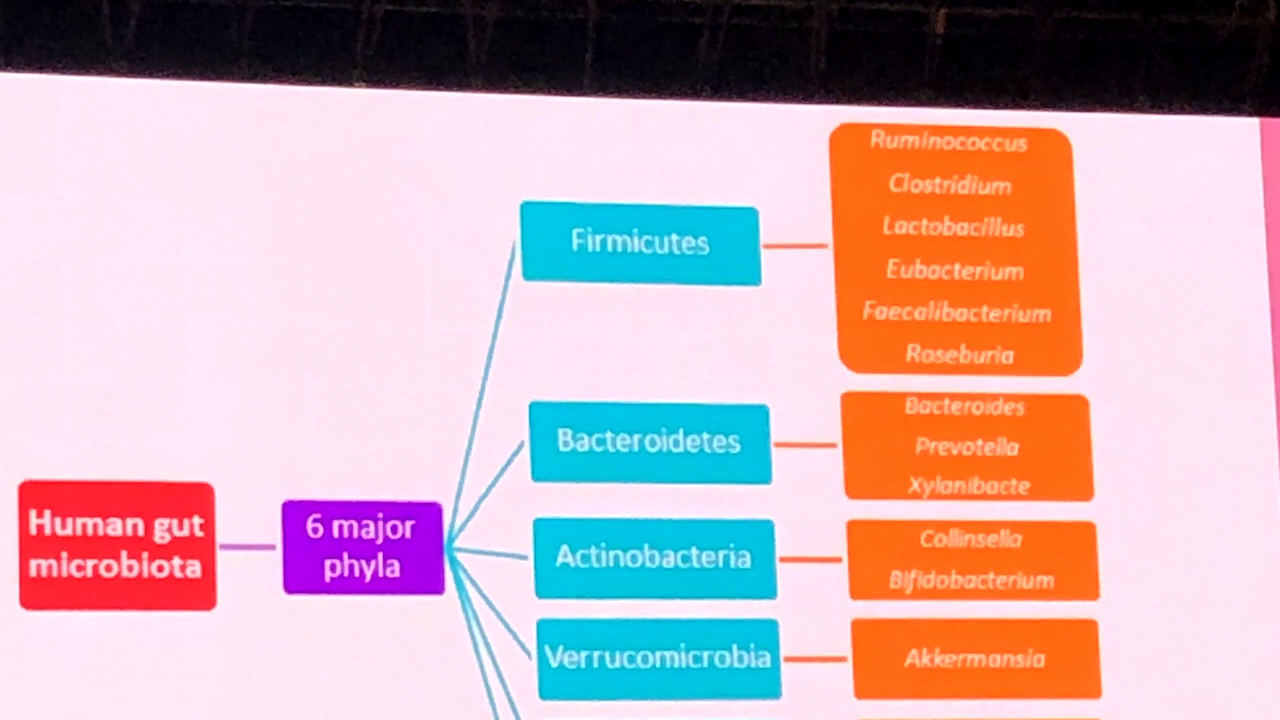 Human gut
microbiota
6 major
phyla
Firmicutes
Ruminococcus
Clostridium
Lactobacillus
Eubacterium
Faecalibacterium
Roseburia
Bacteroidetes
Bacteroides
Prevotella
Xylanibacte
Actinobacteria
Collinsella
Bifidobacterium
Verrucomicrobia
Akkermansia